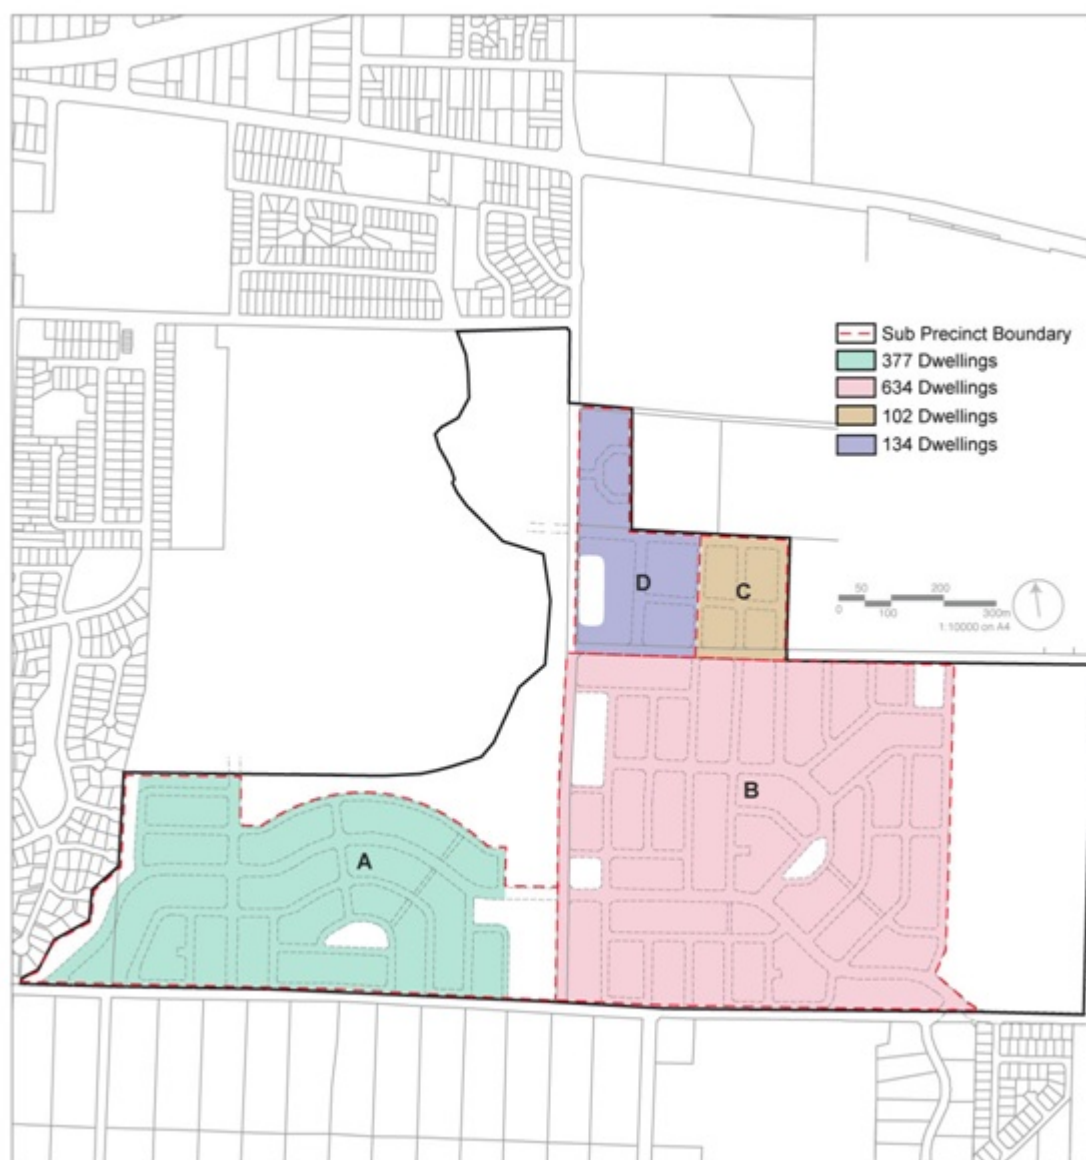 Sub Precinct Boundary
377 Dwellings
634 Dwellings
102 Dwellings
134 Dwellings
D
C
50 200
0 100 300m
1:10000 on A4
B
A